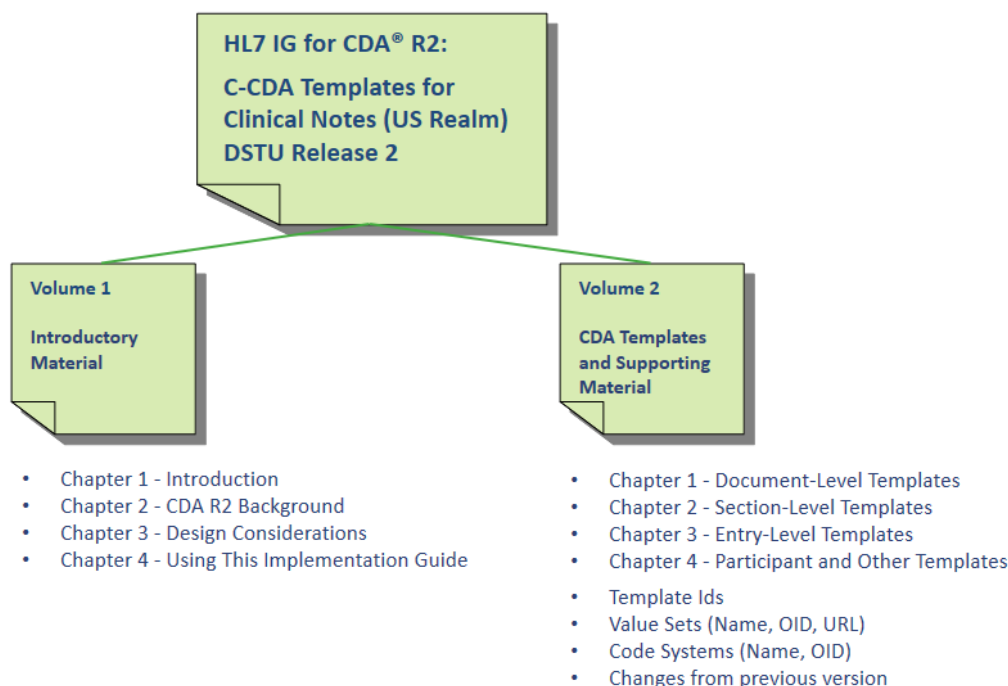 HL7 IG for CDA® R2:
C-CDA Templates for
Clinical Notes (US Realm)
DSTU Release 2
Volume 1
Introductory
Material
• Chapter 1 - Introduction
• Chapter 2 - CDA R2 Background
• Chapter 3 - Design Considerations
• Chapter 4 - Using This Implementation Guide
Volume 2
CDA Templates
and Supporting
Material
• Chapter 1 - Document-Level Templates
• Chapter 2 - Section-Level Templates
• Chapter 3 - Entry-Level Templates
• Chapter 4 - Participant and Other Templates
• Template Ids
• Value Sets (Name, OID, URL)
• Code Systems (Name, OID)
• Changes from previous version